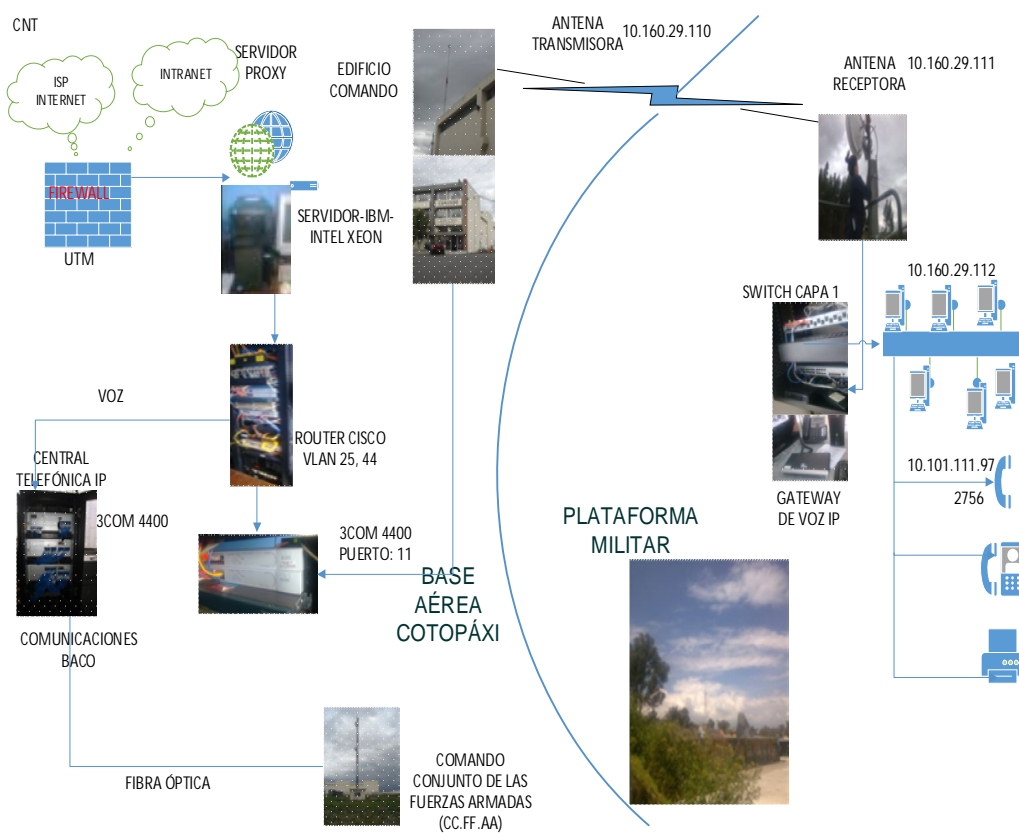 CNT
ISP
INTERNET
INTRANET
SERVIDOR
PROXY
FIREWALL
UTM
SERVIDOR-IBM-
INTEL XEON
EDIFICIO
COMANDO
ANTENA
TRANSMISORA
10.160.29.110
ANTENA
RECEPTORA
10.160.29.111
VOZ
ROUTER CISCO
VLAN 25, 44
CENTRAL
TELEFÓNICA IP
3COM 4400
3COM 4400
PUERTO: 11
COMUNICACIONES
BACO
FIBRA ÓPTICA
COMANDO
CONJUNTO DE LAS
FUERZAS ARMADAS
(CC.FF.AA)
BASE
AÉREA
COTOPÁXI
PLATAFORMA
MILITAR
SWITCH CAPA 1
10.160.29.112
GATEWAY
DE VOZ IP
10.101.111.97
2756